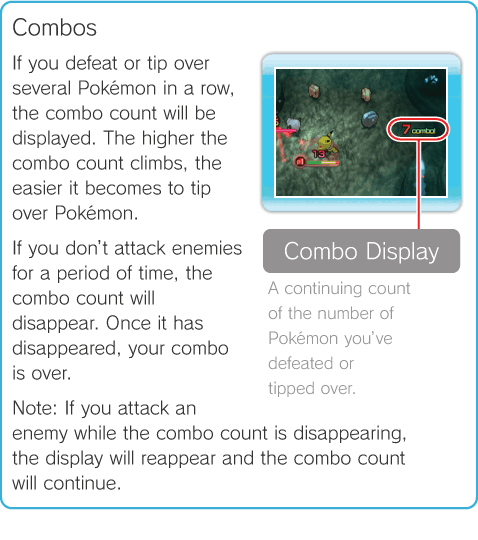 Combos
If you defeat or tip over
several Pokémon in a row,
the combo count will be
displayed. The higher the
combo count climbs, the
easier it becomes to tip
over Pokémon.
If you don't attack enemies
for a period of time, the
combo count will
disappear. Once it has
disappeared, your combo
is over.
Note: If you attack an
enemy while the combo count is disappearing,
the display will reappear and the combo count
will continue.
7 combo!
13
Combo Display
A continuing count
of the number of
Pokémon you've
defeated or
tipped over.